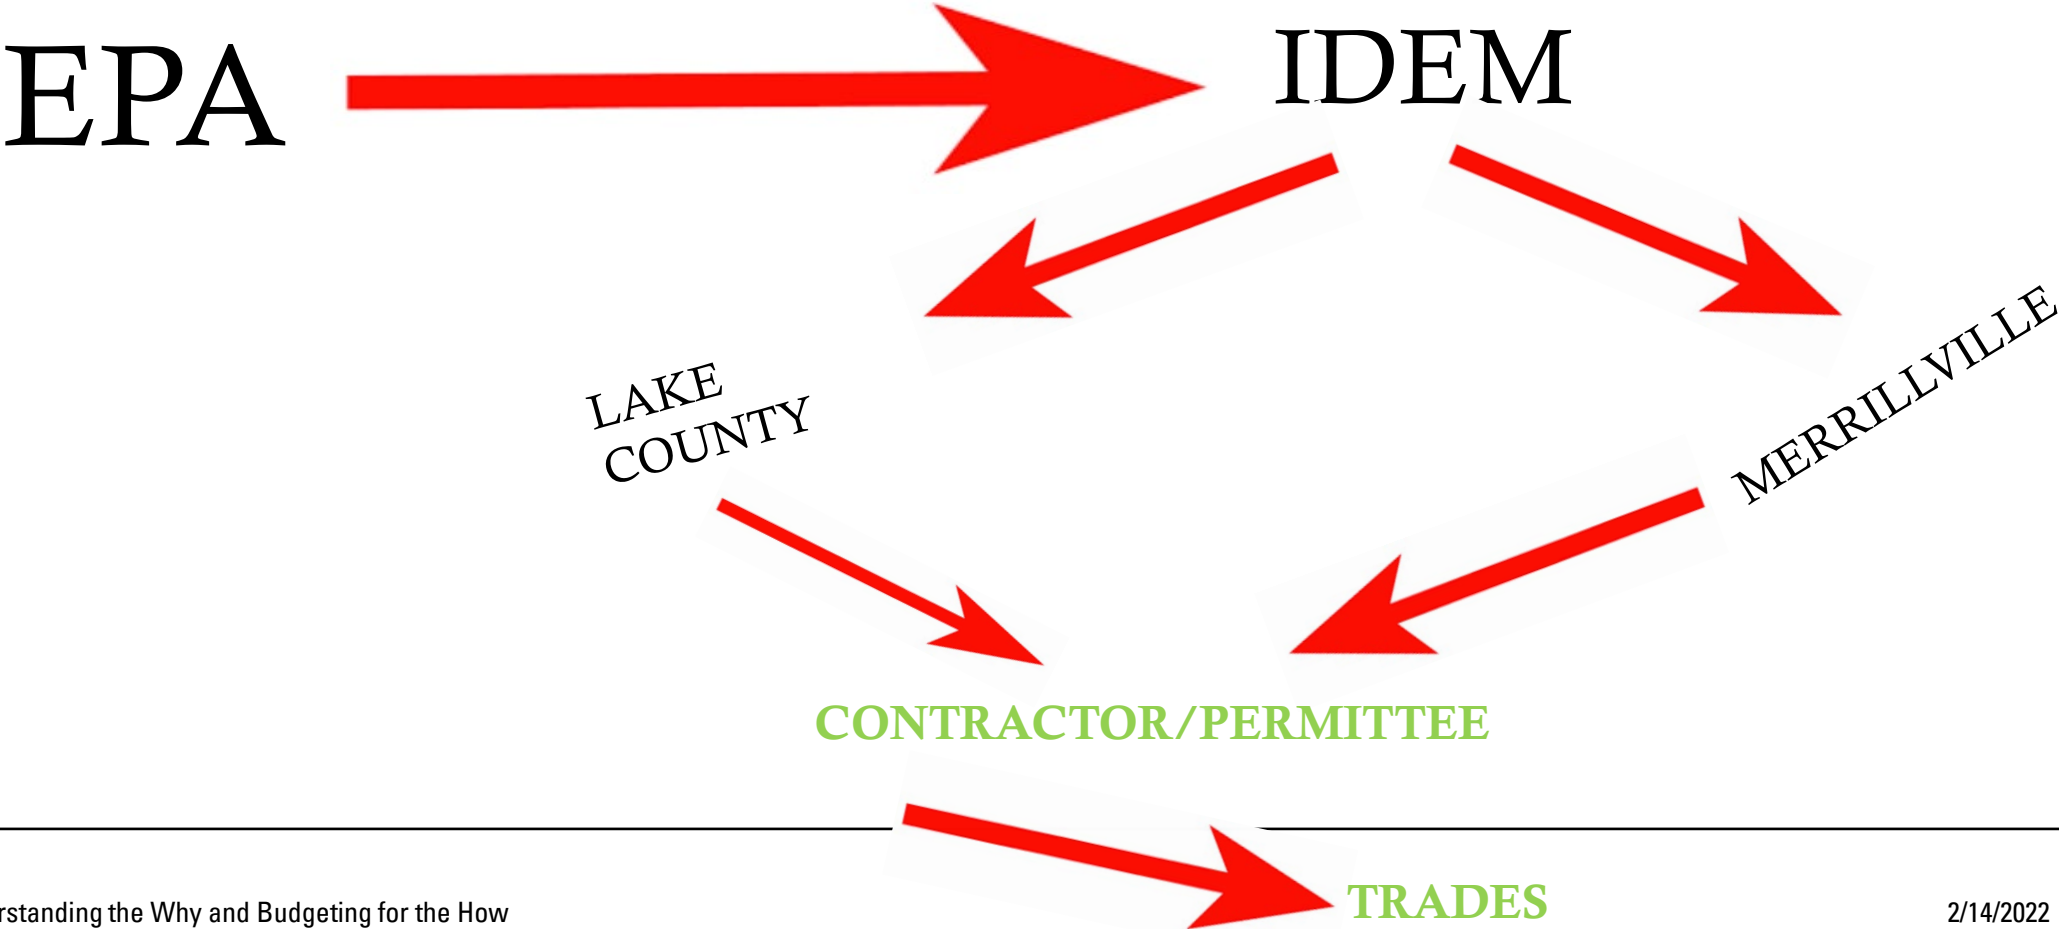 EPA
IDEM
LAKE
COUNTY
MERRILLVILLE
CONTRACTOR/PERMITTEE
TRADES
rstanding the Why and Budgeting for the How
2/14/2022